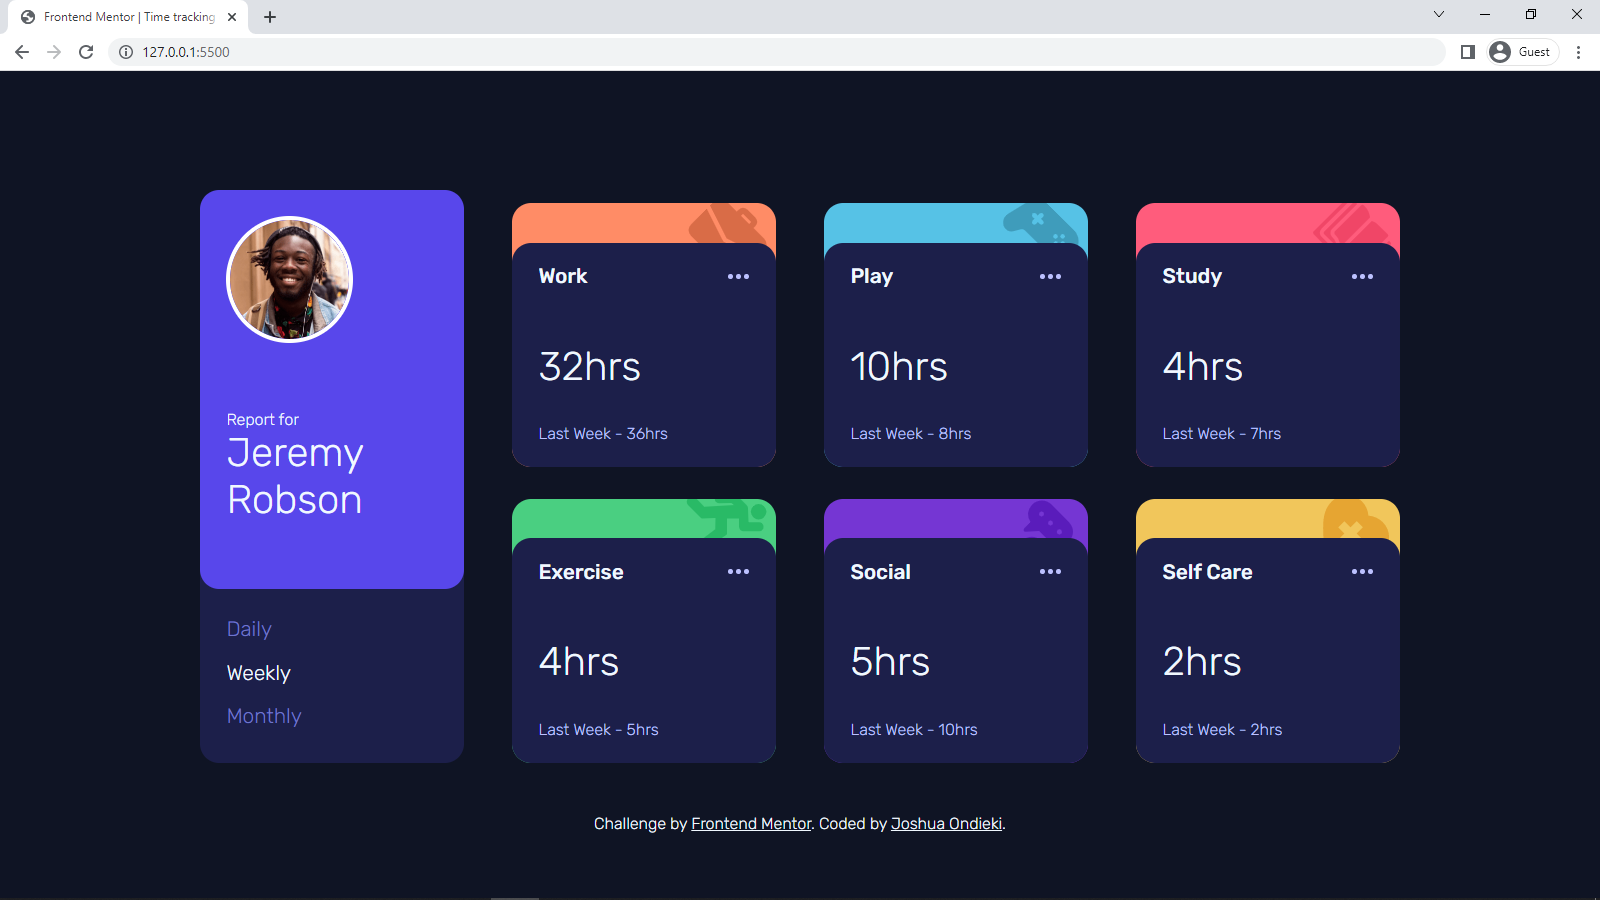 Frontend Mentor | Time tracking
127.0.0.1:5500
Guest
Report for
Jeremy
Robson
Daily
Weekly
Monthly
Work
32hrs
Last Week - 36hrs
Play
10hrs
Last Week - 8hrs
Study
4hrs
Last Week - 7hrs
Exercise
4hrs
Last Week - 5hrs
Social
5hrs
Last Week - 10hrs
Self Care
2hrs
Last Week - 2hrs
Challenge by Frontend Mentor. Coded by Joshua Ondieki.